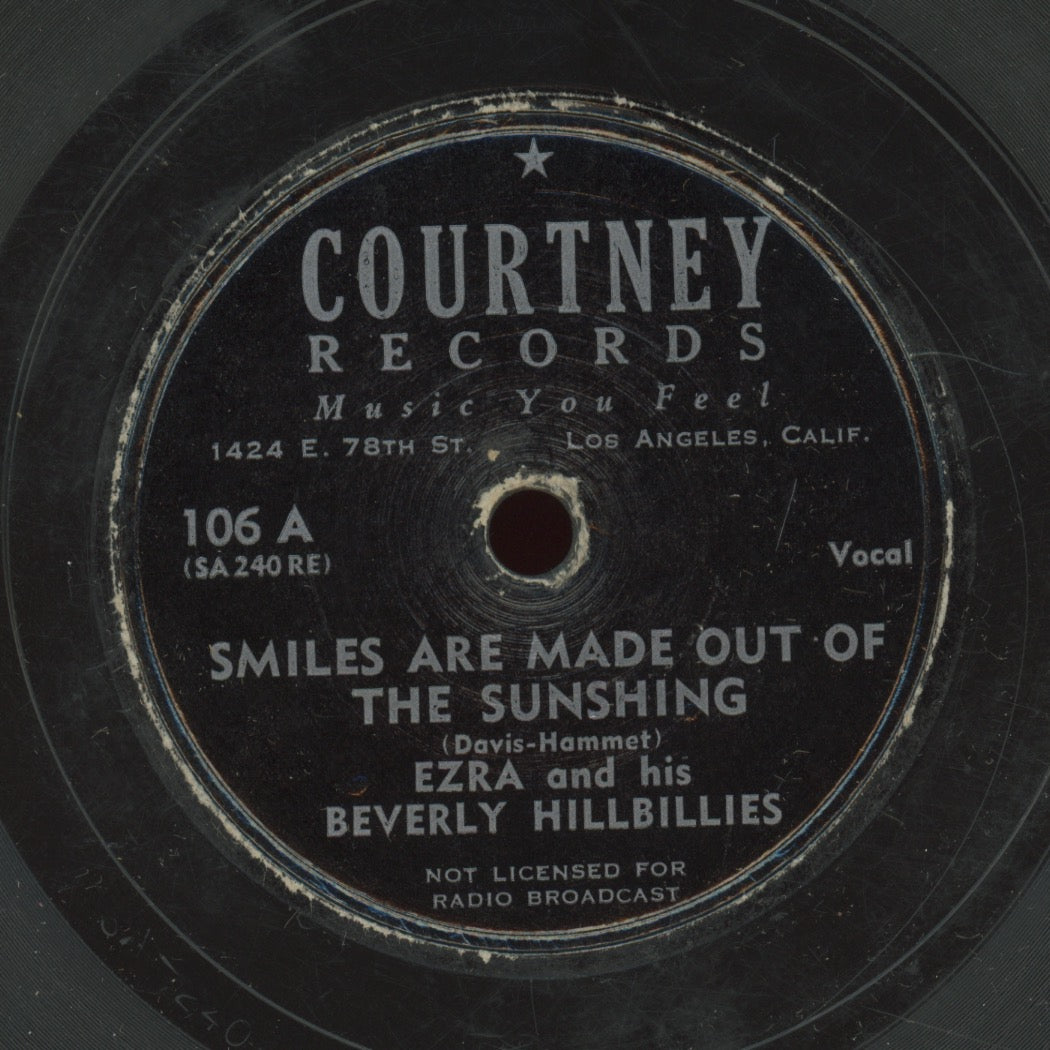 COURTNEY
RECORDS
Music You Feel
1424 E. 78TH ST. LOS ANGELES, CALIF.
106 A
(SA 240 RE)
Vocal
SMILES ARE MADE OUT OF
THE SUNSHING
(Davis-Hammet)
EZRA and his
BEVERLY HILLBILLIES
NOT LICENSED FOR
RADIO BROADCAST